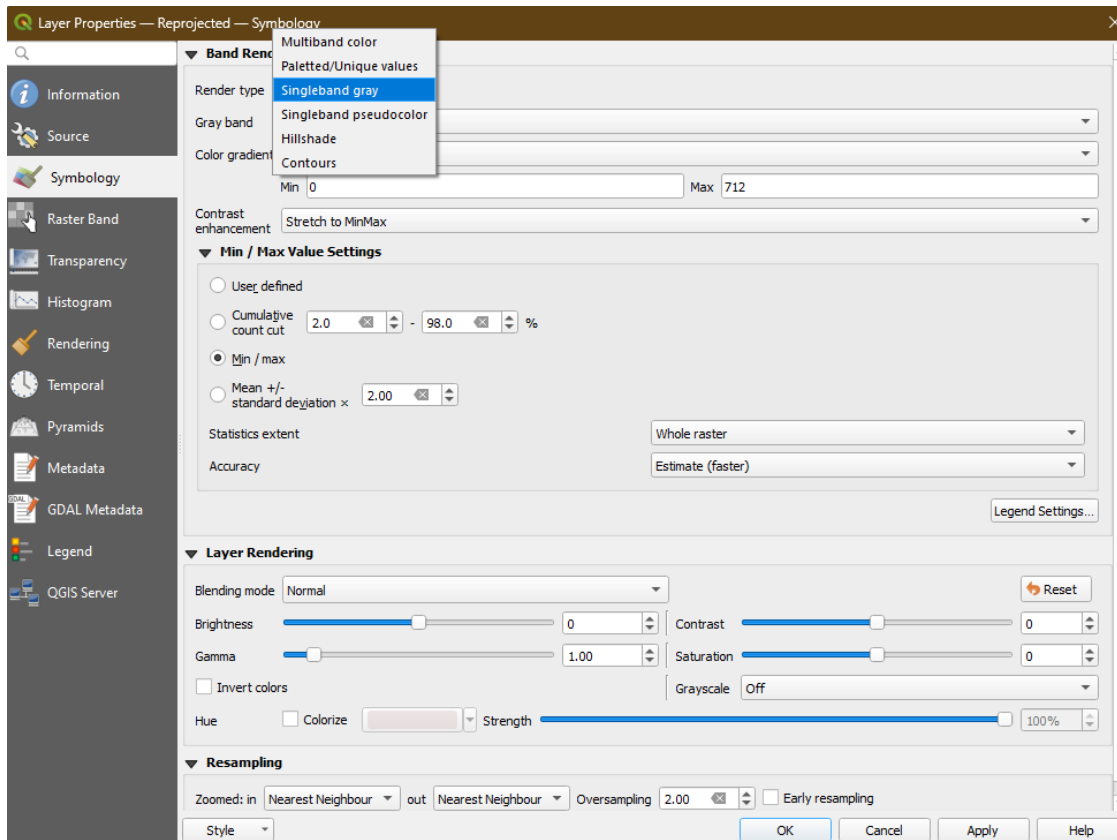 Layer Properties — Reprojected — Symbology
Information
Source
Symbology
Raster Band
Transparency
Histogram
Rendering
Temporal
Pyramids
Metadata
GDAL Metadata
Legend
QGIS Server
Style
Band
Render type
Multiband color
Paletted/Unique values
Singleband gray
Singleband pseudocolor
Hillshade
Contours
Gray band
Color gradient
Min 0 Max 712
Contrast
enhancement Stretch to MinMax
Min / Max Value Settings
User defined
Cumulative
count cut 2.0 - 98.0 %
Min / max
Mean +/-
standard deviation × 2.00
Statistics extent Whole raster
Accuracy Estimate (faster)
Legend Settings...
Layer Rendering
Blending mode Normal Reset
Brightness 0 Contrast 0
Gamma 1.00 Saturation 0
Invert colors Grayscale Off
Hue Colorize Strength 100%
Resampling
Zoomed: in Nearest Neighbour out Nearest Neighbour Oversampling 2.00 Early resampling
OK Cancel Apply Help